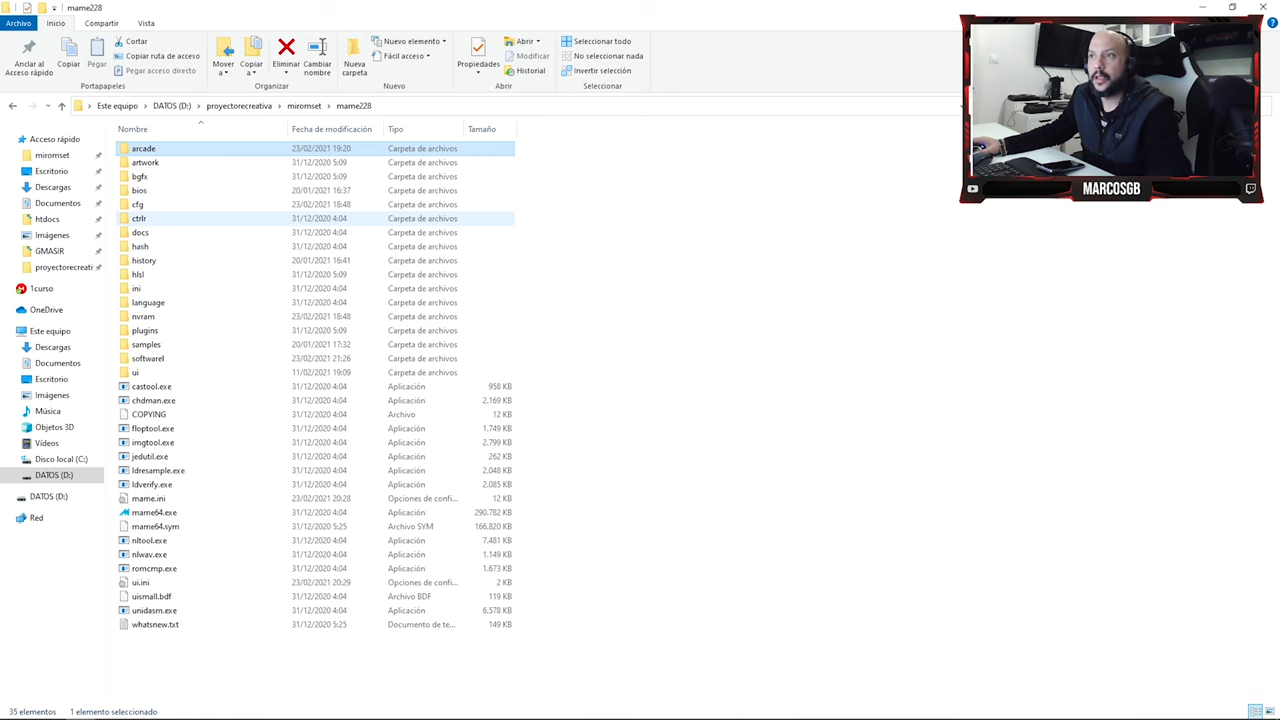 mame228
Archivo Inicio Compartir Vista
Anclar al Acceso rápido
Copiar
Pegar
Cortar
Copiar ruta de acceso
Pegar acceso directo
Portapapeles
Mover a
Copiar a
Eliminar
Cambiar nombre
Organizar
Nueva carpeta
Nuevo elemento
Fácil acceso
Nuevo
Propiedades
Abrir
Modificar
Historial
Abrir
Seleccionar todo
No seleccionar nada
Invertir selección
Seleccionar
Este equipo > DATOS (D:) > proyectorecreativa > miromset > mame228
Acceso rápido
miromset
Escritorio
Descargas
Documentos
htdocs
Imágenes
GMASIR
proyectorecreati
1curso
OneDrive
Este equipo
Descargas
Documentos
Escritorio
Imágenes
Música
Objetos 3D
Vídeos
Disco local (C:)
DATOS (D:)
DATOS (D:)
Red
Nombre Fecha de modificación Tipo Tamaño
arcade 23/02/2021 19:20 Carpeta de archivos
artwork 31/12/2020 5:09 Carpeta de archivos
bgfx 31/12/2020 5:09 Carpeta de archivos
bios 20/01/2021 16:37 Carpeta de archivos
cfg 23/02/2021 18:48 Carpeta de archivos
ctrlr 31/12/2020 4:04 Carpeta de archivos
docs 31/12/2020 4:04 Carpeta de archivos
hash 31/12/2020 4:04 Carpeta de archivos
history 20/01/2021 16:41 Carpeta de archivos
hlsl 31/12/2020 5:09 Carpeta de archivos
ini 31/12/2020 4:04 Carpeta de archivos
language 31/12/2020 4:04 Carpeta de archivos
nvram 23/02/2021 18:48 Carpeta de archivos
plugins 31/12/2020 5:09 Carpeta de archivos
samples 20/01/2021 17:32 Carpeta de archivos
softwarel 23/02/2021 21:26 Carpeta de archivos
ui 11/02/2021 19:09 Carpeta de archivos
castool.exe 31/12/2020 4:04 Aplicación 958 KB
chdman.exe 31/12/2020 4:04 Aplicación 2.169 KB
COPYING 31/12/2020 4:04 Archivo 12 KB
floptool.exe 31/12/2020 4:04 Aplicación 1.749 KB
imgtool.exe 31/12/2020 4:04 Aplicación 2.799 KB
jedutil.exe 31/12/2020 4:04 Aplicación 262 KB
ldresample.exe 31/12/2020 4:04 Aplicación 2.048 KB
ldverify.exe 31/12/2020 4:04 Aplicación 2.085 KB
mame.ini 23/02/2021 20:28 Opciones de confi... 12 KB
mame64.exe 31/12/2020 4:04 Aplicación 290.782 KB
mame64.sym 31/12/2020 5:25 Archivo SYM 166.820 KB
nltool.exe 31/12/2020 4:04 Aplicación 7.481 KB
nlwav.exe 31/12/2020 4:04 Aplicación 1.149 KB
romcmp.exe 31/12/2020 4:04 Aplicación 1.673 KB
ui.ini 23/02/2021 20:29 Opciones de confi... 2 KB
uismall.bdf 31/12/2020 4:04 Archivo BDF 119 KB
unidasm.exe 31/12/2020 4:04 Aplicación 6.578 KB
whatsnew.txt 31/12/2020 5:25 Documento de te... 149 KB
35 elementos 1 elemento seleccionado
MARCOSGB